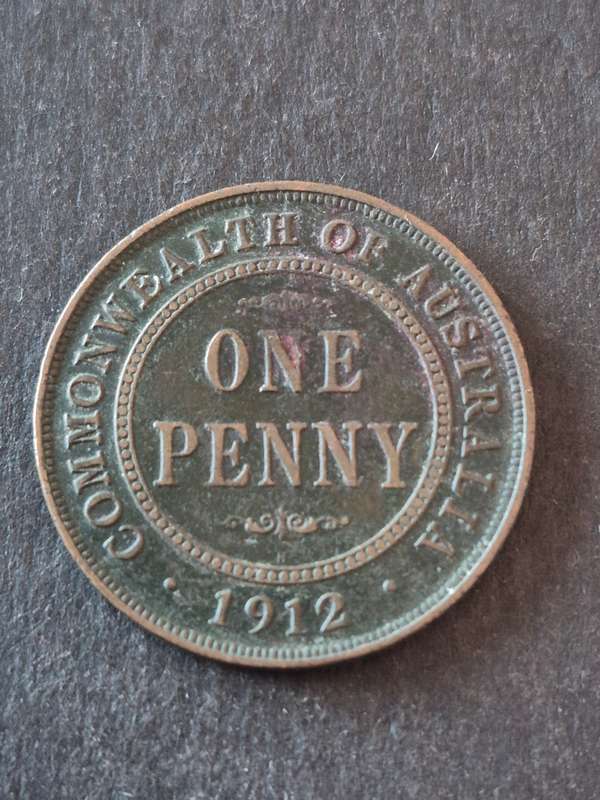 COMMONWEALTH OF AUSTRALIA
ONE
PENNY
· 1912 ·